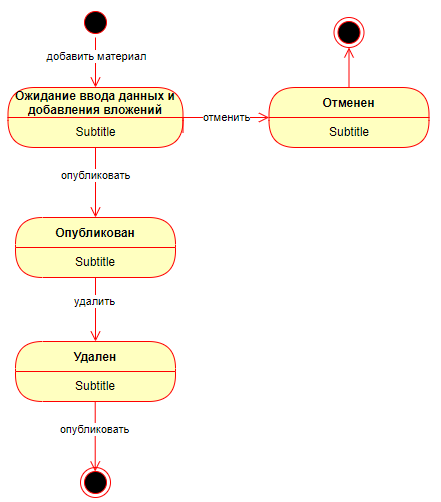 добавить материал
Ожидание ввода данных и
добавления вложений
Subtitle
отменить
Отменен
Subtitle
опубликовать
Опубликован
Subtitle
удалить
Удален
Subtitle
опубликовать